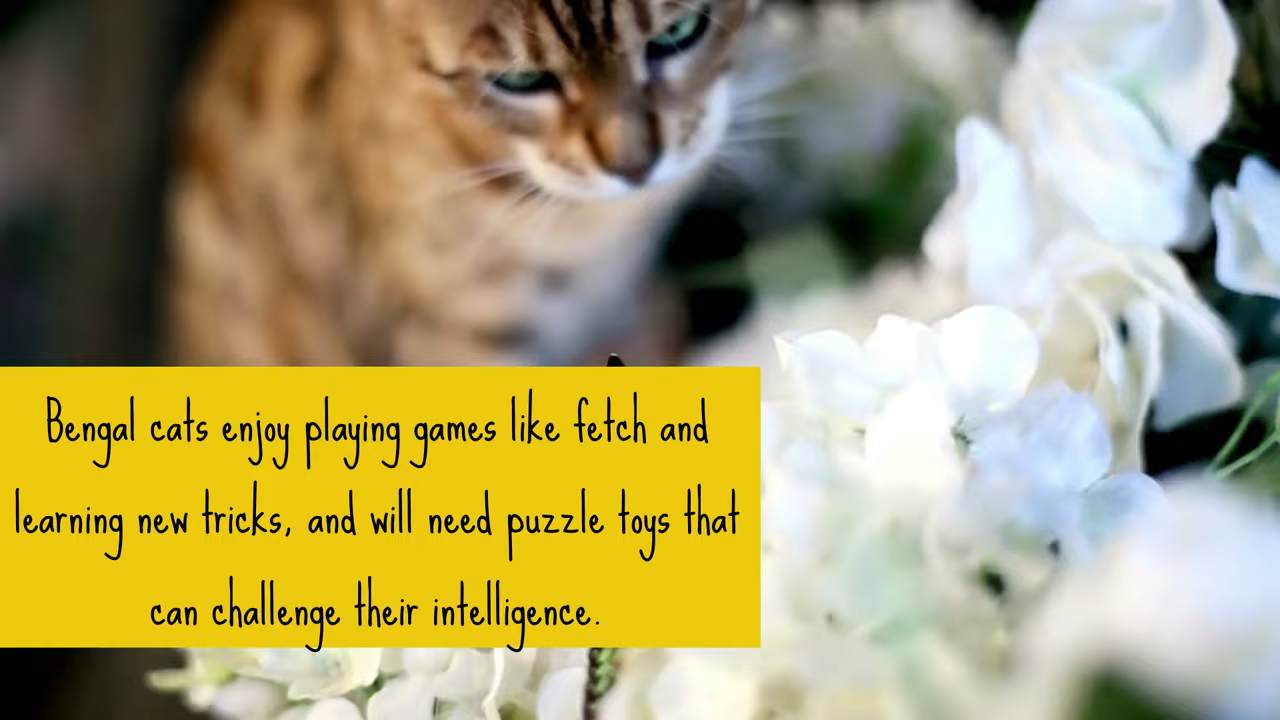 Bengal cats enjoy playing games like fetch and
learning new tricks, and will need puzzle toys that
can challenge their intelligence.